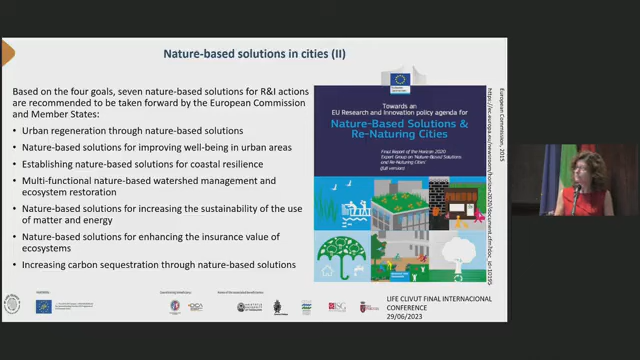 Nature-based solutions in cities (II)
Based on the four goals, seven nature-based solutions for R&I actions
are recommended to be taken forward by the European Commission
and Member States:
• Urban regeneration through nature-based solutions
• Nature-based solutions for improving well-being in urban areas
• Establishing nature-based solutions for coastal resilience
• Multi-functional nature-based watershed management and
ecosystem restoration
• Nature-based solutions for increasing the sustainability of the use
of matter and energy
• Nature-based solutions for enhancing the insurance value of
ecosystems
• Increasing carbon sequestration through nature-based solutions
Towards an
EU Research and Innovation policy agenda for
Nature-Based Solutions &
Re-Naturing Cities
Final Report of the Horizon 2020
Expert Group on 'Nature-Based Solutions
and Re-Naturing Cities'
(full version)
European Commission, 2015
LIFE CLIVUT FINAL INTERNACIONAL
CONFERENCE
29/06/2023